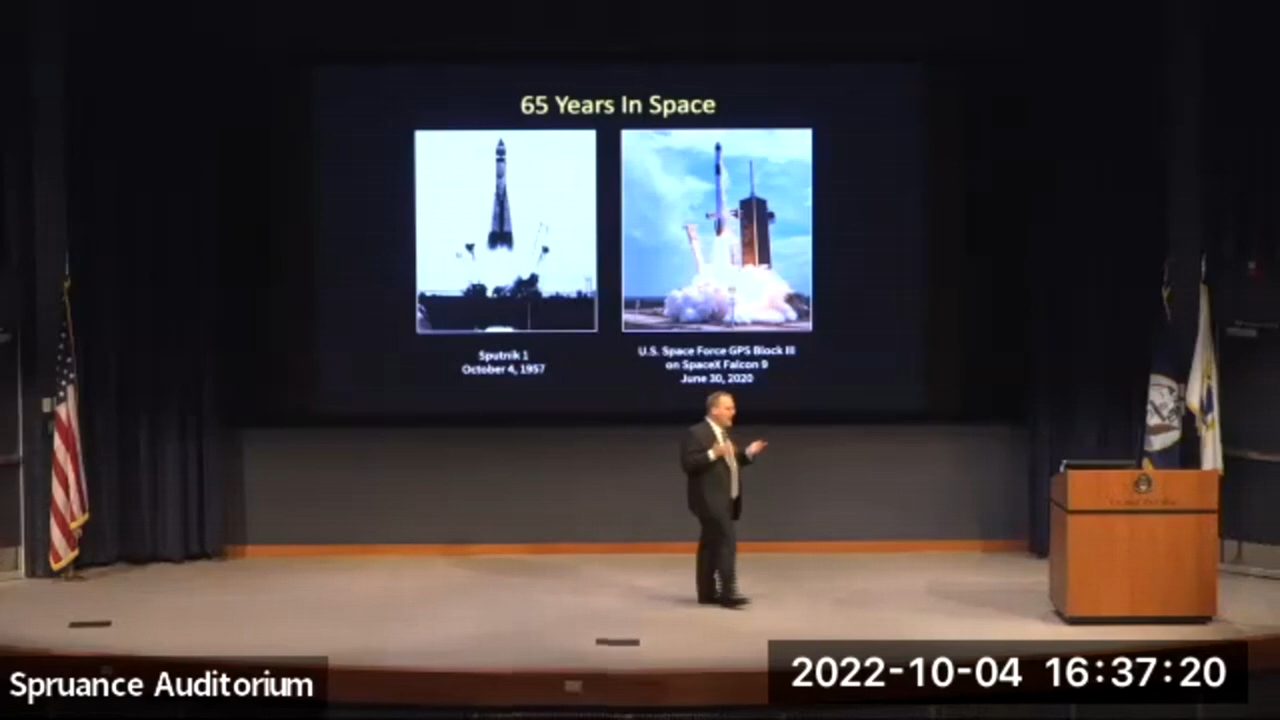 65 Years In Space
Sputnik 1
October 4, 1957
U.S. Space Force GPS Block III
on SpaceX Falcon 9
June 30, 2020
Spruance Auditorium
2022-10-04 16:37:20